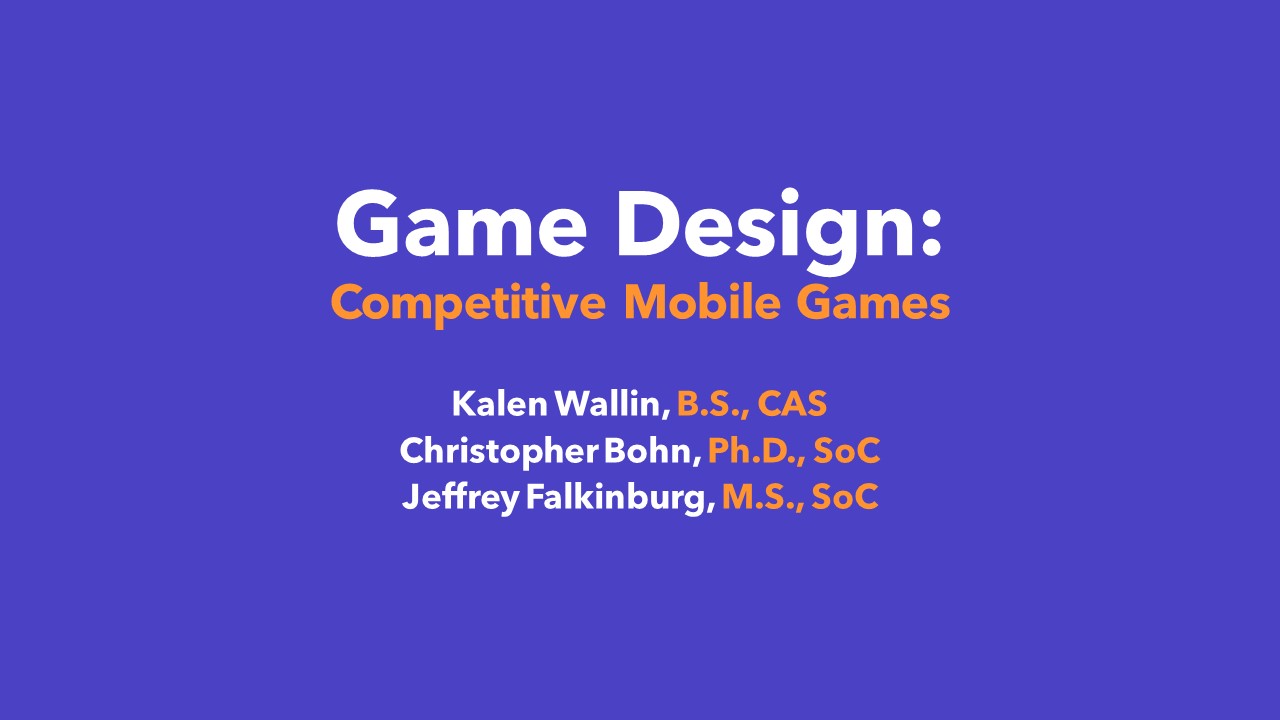 Game Design:
Competitive Mobile Games
Kalen Wallin, B.S., CAS
Christopher Bohn, Ph.D., SoC
Jeffrey Falkinburg, M.S., SoC